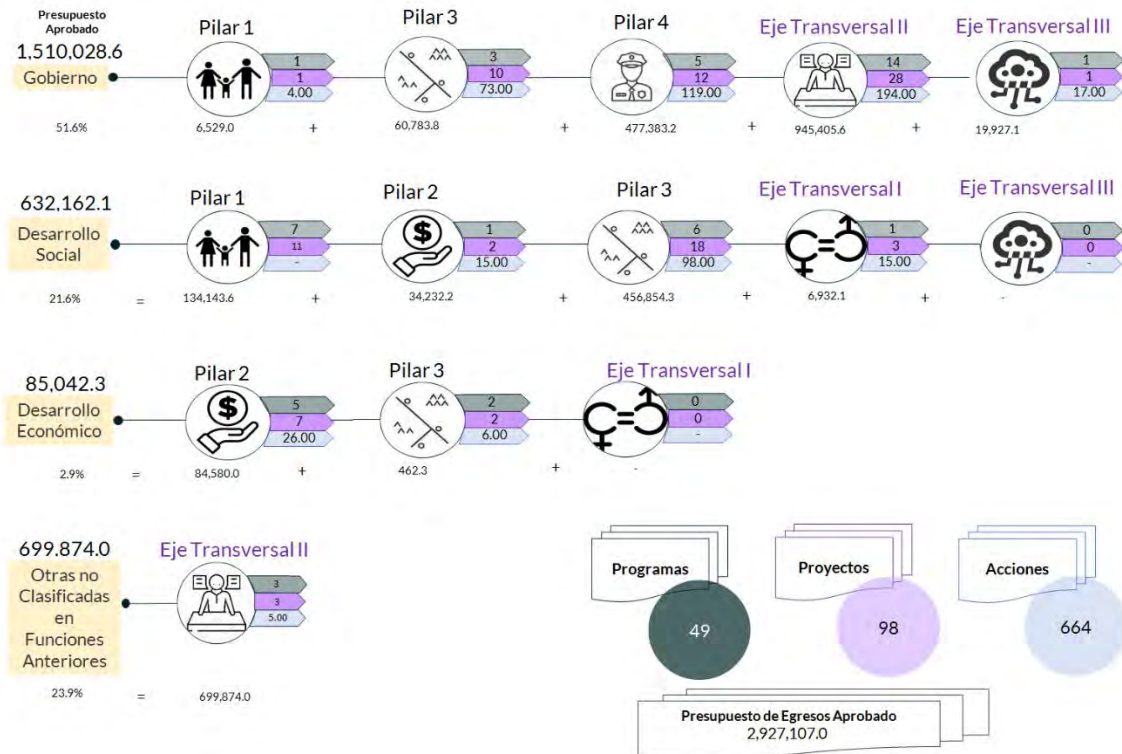 Presupuesto
Aprobado
1,510,028.6
Gobierno
51.6%
Pilar 1
1
1
4.00
6,529.0
+
Pilar 3
3
10
73.00
60,783.8
+
Pilar 4
5
12
119.00
477,383.2
+
Eje Transversal II
14
28
194.00
945,405.6
+
Eje Transversal III
1
1
17.00
19,927.1
632,162.1
Desarrollo
Social
21.6%
=
Pilar 1
7
11
-
134,143.6
+
Pilar 2
1
2
15.00
34,232.2
+
Pilar 3
6
18
98.00
456,854.3
+
Eje Transversal I
1
3
15.00
6,932.1
+
Eje Transversal III
0
0
-
-
85,042.3
Desarrollo
Económico
2.9%
=
Pilar 2
5
7
26.00
84,580.0
+
Pilar 3
2
2
6.00
462.3
+
Eje Transversal I
0
0
-
-
699,874.0
Otras no
Clasificadas
en
Funciones
Anteriores
23.9%
=
Eje Transversal II
3
3
5.00
699,874.0
Programas
49
Proyectos
98
Acciones
664
Presupuesto de Egresos Aprobado
2,927,107.0